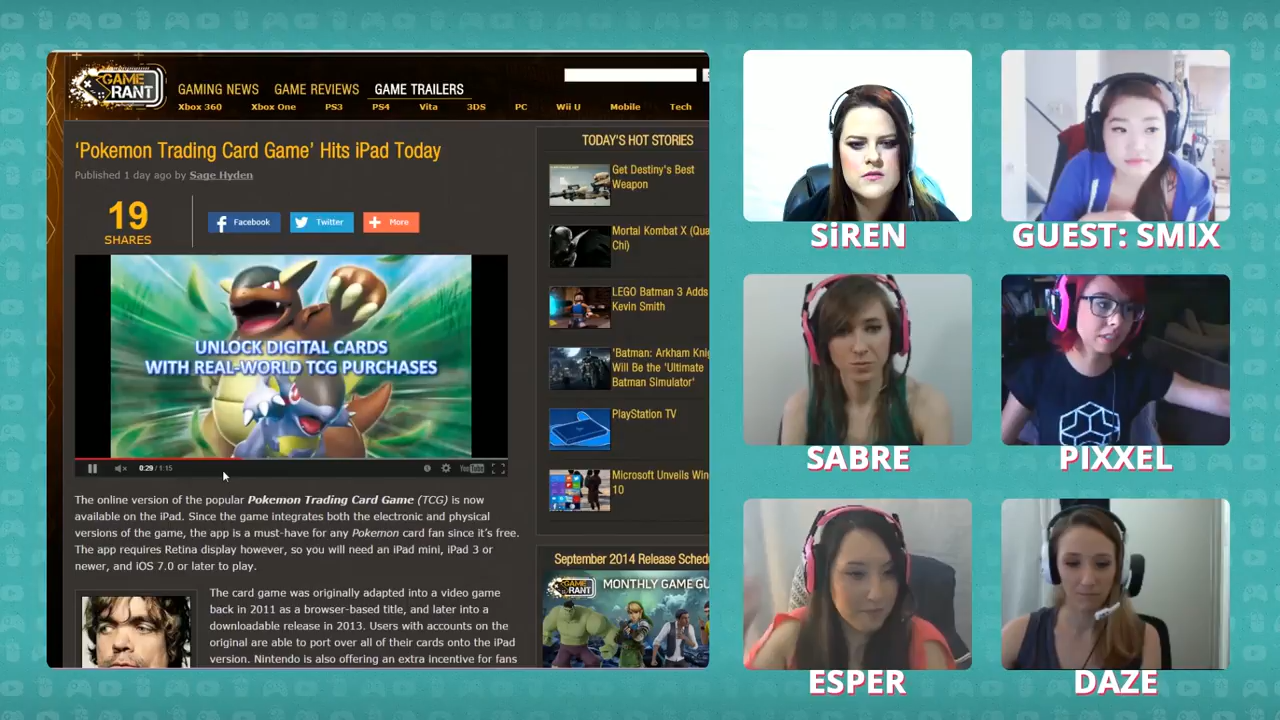 GAME
RANT
GAMING NEWS GAME REVIEWS GAME TRAILERS
Xbox 360 Xbox One PS3 PS4 Vita 3DS PC Wii U Mobile Tech
‘Pokemon Trading Card Game’ Hits iPad Today
Published 1 day ago by Sage Hyden
19
SHARES
Facebook Twitter More
UNLOCK DIGITAL CARDS
WITH REAL-WORLD TCG PURCHASES
0:29 / 1:15
YouTube
The online version of the popular Pokemon Trading Card Game (TCG) is now
available on the iPad. Since the game integrates both the electronic and physical
versions of the game, the app is a must-have for any Pokemon card fan since it’s free.
The app requires Retina display however, so you will need an iPad mini, iPad 3 or
newer, and iOS 7.0 or later to play.
The card game was originally adapted into a video game
back in 2011 as a browser-based title, and later into a
downloadable release in 2013. Users with accounts on the
original are able to port over all of their cards onto the iPad
version. Nintendo is also offering an extra incentive for fans
TODAY'S HOT STORIES
Get Destiny's Best
Weapon
Mortal Kombat X (Qua
Chi)
LEGO Batman 3 Adds
Kevin Smith
'Batman: Arkham Knig
Will Be the 'Ultimate
Batman Simulator'
PlayStation TV
Microsoft Unveils Win
10
September 2014 Release Sched
GAME
RANT
MONTHLY GAME GU
SiREN
GUEST: SMIX
SABRE
PIXXEL
ESPER
DAZE